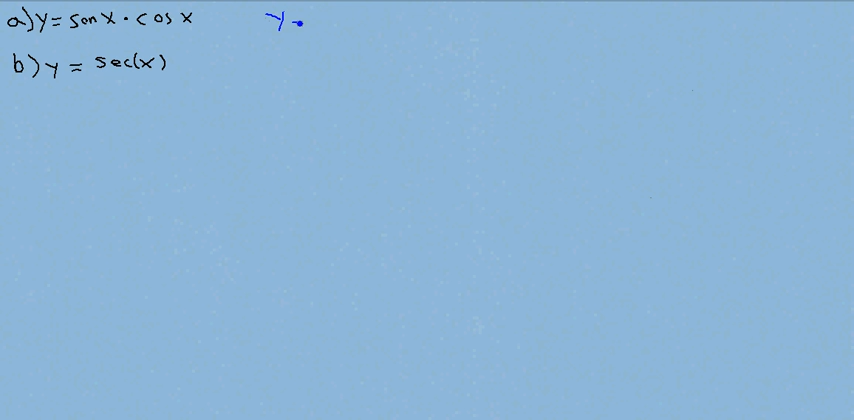 a) y = sen x · cos x y
b) y = sec(x)